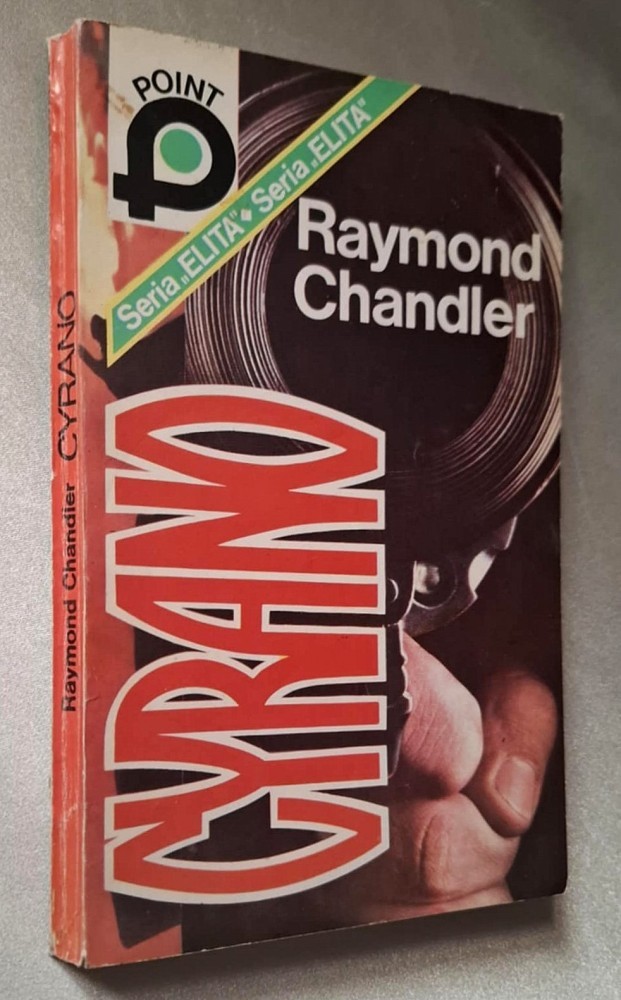 POINT
Seria „ELITA” ◆ Seria „ELITA”
Raymond
Chandler
CYRANO
Raymond Chandler CYRANO